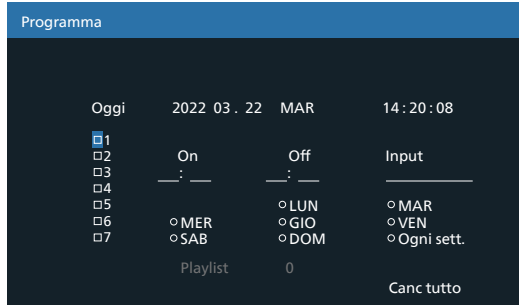 Programma
Oggi 2022 03 . 22 MAR 14 : 20 : 08
1
2 On Off Input
3 __: __ __: __ ________
4
5 LUN MAR
6 MER GIO VEN
7 SAB DOM Ogni sett.
Playlist 0
Canc tutto